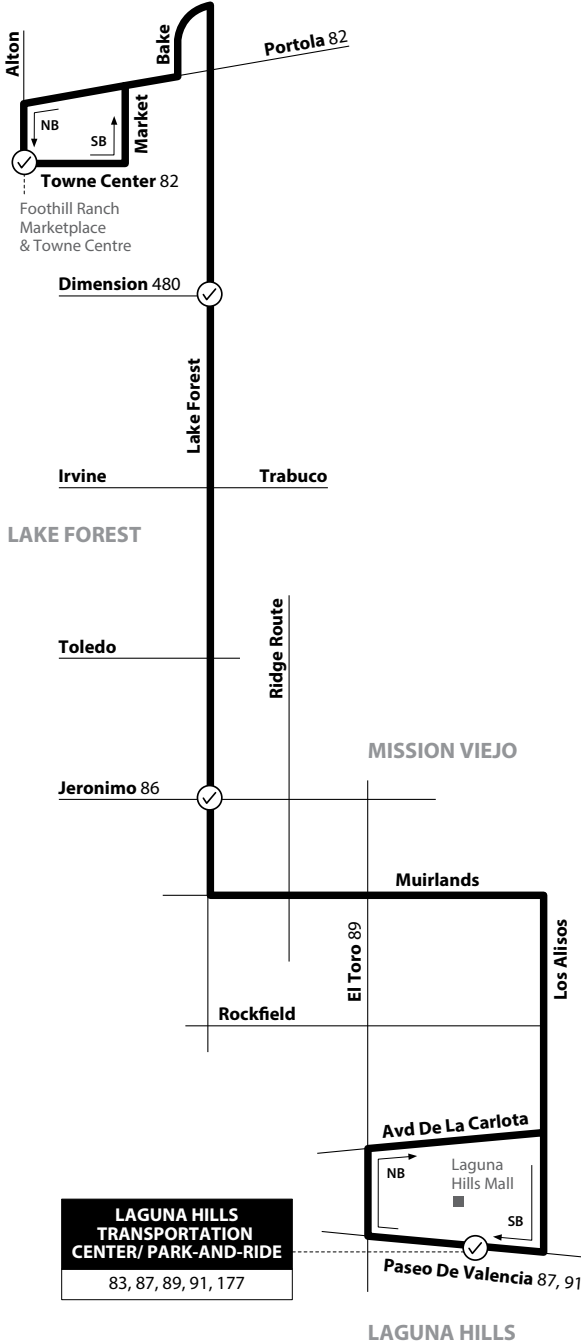 Alton
Bake
Portola 82
Market
NB
SB
Towne Center 82
Foothill Ranch
Marketplace
& Towne Centre
Dimension 480
Lake Forest
Irvine
Trabuco
LAKE FOREST
Ridge Route
Toledo
MISSION VIEJO
Jeronimo 86
Muirlands
El Toro 89
Los Alisos
Rockfield
Avd De La Carlota
Laguna
Hills Mall
NB
SB
LAGUNA HILLS
TRANSPORTATION
CENTER/ PARK-AND-RIDE
83, 87, 89, 91, 177
Paseo De Valencia 87, 91
LAGUNA HILLS